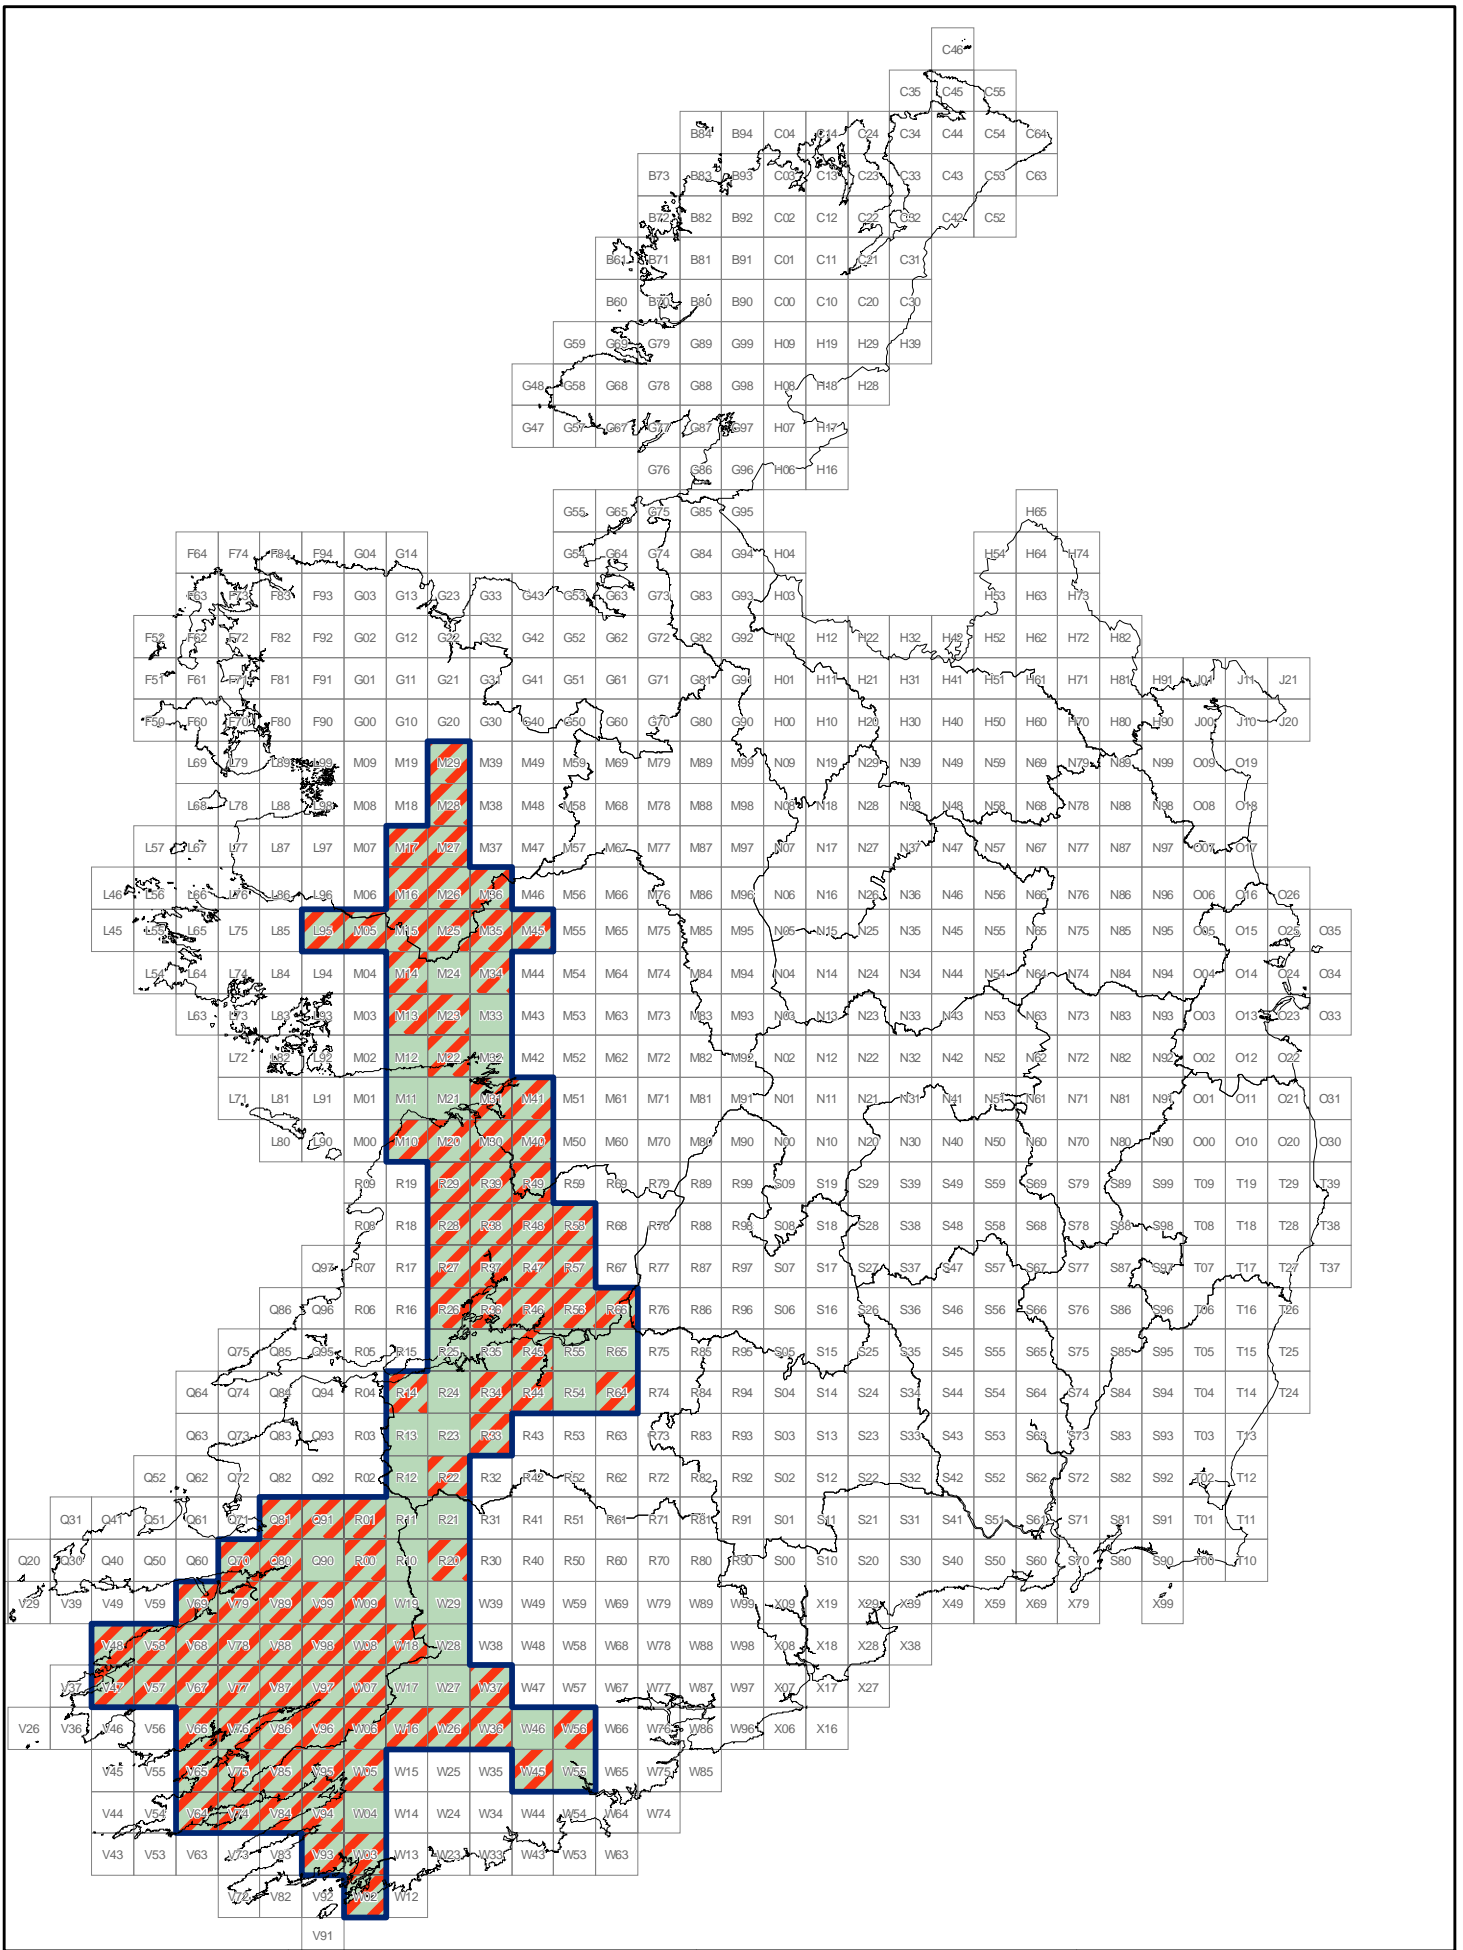 C46
C35 C45 C55
B84 B94 C04 C14 C24 C34 C44 C54 C64
B73 B83 B93 C03 C13 C23 C33 C43 C53 C63
B72 B82 B92 C02 C12 C22 C32 C42 C52
B61 B71 B81 B91 C01 C11 C21 C31
B60 B70 B80 B90 C00 C10 C20 C30
G59 G69 G79 G89 G99 H09 H19 H29 H39
G48 G58 G68 G78 G88 G98 H08 H18 H28
G47 G57 G67 G77 G87 G97 H07 H17
G76 G86 G96 H06 H16
G55 G65 G75 G85 G95 H65
F64 F74 F84 F94 G04 G14 G54 G64 G74 G84 G94 H04 H54 H64 H74
F63 F73 F83 F93 G03 G13 G23 G33 G43 G53 G63 G73 G83 G93 H03 H53 H63 H73
F52 F62 F72 F82 F92 G02 G12 G22 G32 G42 G52 G62 G72 G82 G92 H02 H12 H22 H32 H42 H52 H62 H72 H82
F51 F61 F71 F81 F91 G01 G11 G21 G31 G41 G51 G61 G71 G81 G91 H01 H11 H21 H31 H41 H51 H61 H71 H81 H91 J01 J11 J21
F50 F60 F70 F80 F90 G00 G10 G20 G30 G40 G50 G60 G70 G80 G90 H00 H10 H20 H30 H40 H50 H60 H70 H80 H90 J00 J10 J20
L69 L79 L89 L99 M09 M19 M29 M39 M49 M59 M69 M79 M89 M99 N09 N19 N29 N39 N49 N59 N69 N79 N89 N99 O09 O19
L68 L78 L88 L98 M08 M18 M28 M38 M48 M58 M68 M78 M88 M98 N08 N18 N28 N38 N48 N58 N68 N78 N88 N98 O08 O18
L57 L67 L77 L87 L97 M07 M17 M27 M37 M47 M57 M67 M77 M87 M97 N07 N17 N27 N37 N47 N57 N67 N77 N87 N97 O07 O17
L46 L56 L66 L76 L86 L96 M06 M16 M26 M36 M46 M56 M66 M76 M86 M96 N06 N16 N26 N36 N46 N56 N66 N76 N86 N96 O06 O16 O26
L45 L55 L65 L75 L85 L95 M05 M15 M25 M35 M45 M55 M65 M75 M85 M95 N05 N15 N25 N35 N45 N55 N65 N75 N85 N95 O05 O15 O25 O35
L54 L64 L74 L84 L94 M04 M14 M24 M34 M44 M54 M64 M74 M84 M94 N04 N14 N24 N34 N44 N54 N64 N74 N84 N94 O04 O14 O24 O34
L63 L73 L83 L93 M03 M13 M23 M33 M43 M53 M63 M73 M83 M93 N03 N13 N23 N33 N43 N53 N63 N73 N83 N93 O03 O13 O23 O33
L72 L82 L92 M02 M12 M22 M32 M42 M52 M62 M72 M82 M92 N02 N12 N22 N32 N42 N52 N62 N72 N82 N92 O02 O12 O22
L71 L81 L91 M01 M11 M21 M31 M41 M51 M61 M71 M81 M91 N01 N11 N21 N31 N41 N51 N61 N71 N81 N91 O01 O11 O21 O31
L80 L90 M00 M10 M20 M30 M40 M50 M60 M70 M80 M90 N00 N10 N20 N30 N40 N50 N60 N70 N80 N90 O00 O10 O20 O30
R09 R19 R29 R39 R49 R59 R69 R79 R89 R99 S09 S19 S29 S39 S49 S59 S69 S79 S89 S99 T09 T19 T29 T39
R08 R18 R28 R38 R48 R58 R68 R78 R88 R98 S08 S18 S28 S38 S48 S58 S68 S78 S88 S98 T08 T18 T28 T38
Q97 R07 R17 R27 R37 R47 R57 R67 R77 R87 R97 S07 S17 S27 S37 S47 S57 S67 S77 S87 S97 T07 T17 T27 T37
Q86 Q96 R06 R16 R26 R36 R46 R56 R66 R76 R86 R96 S06 S16 S26 S36 S46 S56 S66 S76 S86 S96 T06 T16 T26
Q75 Q85 Q95 R05 R15 R25 R35 R45 R55 R65 R75 R85 R95 S05 S15 S25 S35 S45 S55 S65 S75 S85 S95 T05 T15 T25
Q64 Q74 Q84 Q94 R04 R14 R24 R34 R44 R54 R64 R74 R84 R94 S04 S14 S24 S34 S44 S54 S64 S74 S84 S94 T04 T14 T24
Q63 Q73 Q83 Q93 R03 R13 R23 R33 R43 R53 R63 R73 R83 R93 S03 S13 S23 S33 S43 S53 S63 S73 S83 S93 T03 T13
Q52 Q62 Q72 Q82 Q92 R02 R12 R22 R32 R42 R52 R62 R72 R82 R92 S02 S12 S22 S32 S42 S52 S62 S72 S82 S92 T02 T12
Q31 Q41 Q51 Q61 Q71 Q81 Q91 R01 R11 R21 R31 R41 R51 R61 R71 R81 R91 S01 S11 S21 S31 S41 S51 S61 S71 S81 S91 T01 T11
Q20 Q30 Q40 Q50 Q60 Q70 Q80 Q90 R00 R10 R20 R30 R40 R50 R60 R70 R80 R90 S00 S10 S20 S30 S40 S50 S60 S70 S80 S90 T00 T10
V29 V39 V49 V59 V69 V79 V89 V99 W09 W19 W29 W39 W49 W59 W69 W79 W89 W99 X09 X19 X29 X39 X49 X59 X69 X79 X99
V48 V58 V68 V78 V88 V98 W08 W18 W28 W38 W48 W58 W68 W78 W88 W98 X08 X18 X28 X38
V37 V47 V57 V67 V77 V87 V97 W07 W17 W27 W37 W47 W57 W67 W77 W87 W97 X07 X17 X27
V26 V36 V46 V56 V66 V76 V86 V96 W06 W16 W26 W36 W46 W56 W66 W76 W86 W96 X06 X16
V45 V55 V65 V75 V85 V95 W05 W15 W25 W35 W45 W55 W65 W75 W85
V44 V54 V64 V74 V84 V94 W04 W14 W24 W34 W44 W54 W64 W74
V43 V53 V63 V73 V83 V93 W03 W13 W23 W33 W43 W53 W63
V72 V82 V92 W02 W12
V91